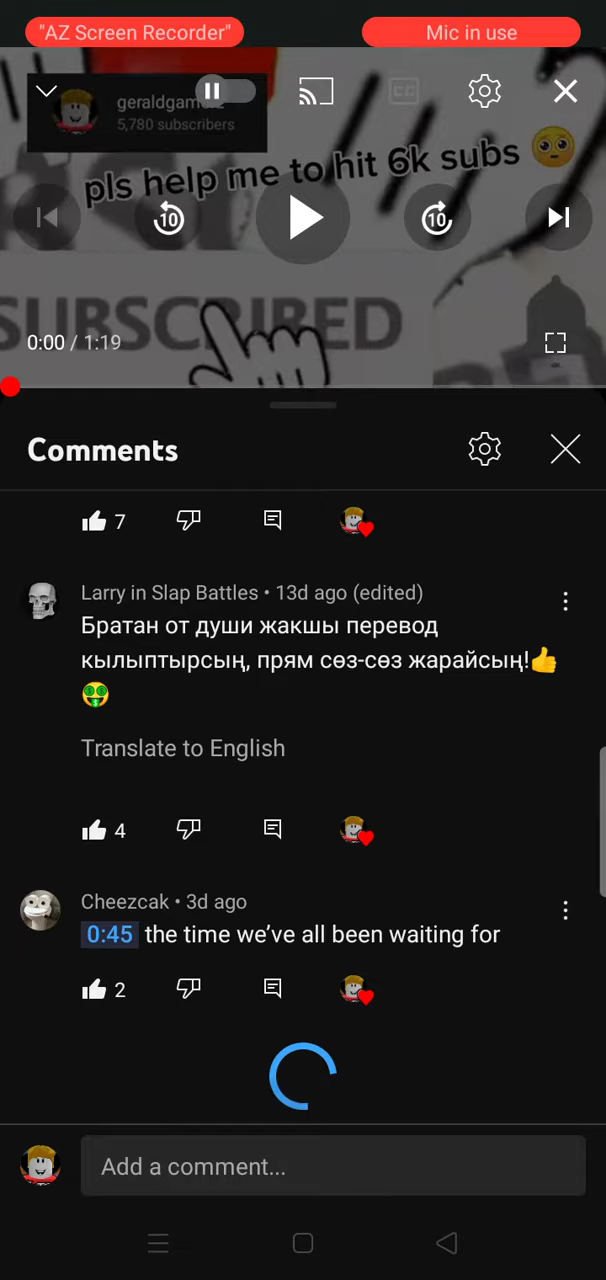 "AZ Screen Recorder"
Mic in use
5,780 subscribers
pls help me to hit 6k subs 🥺
SUBSCRIBED
0:00 / 1:19
Comments
7
Larry in Slap Battles • 13d ago (edited)
Братан от души жакшы перевод
кылыптырсың, прям сөз-сөз жарайсың!👍
🤑
Translate to English
4
Cheezcak • 3d ago
0:45 the time we've all been waiting for
2
Add a comment...